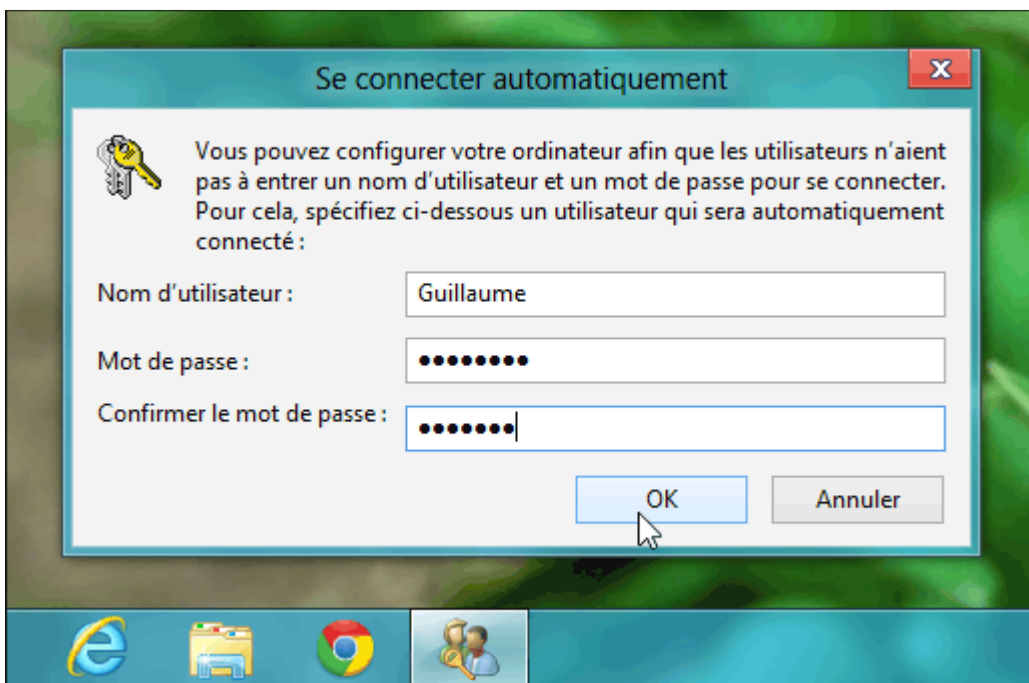 Se connecter automatiquement
Vous pouvez configurer votre ordinateur afin que les utilisateurs n’aient
pas à entrer un nom d’utilisateur et un mot de passe pour se connecter.
Pour cela, spécifiez ci-dessous un utilisateur qui sera automatiquement
connecté :
Nom d’utilisateur : Guillaume
Mot de passe : ••••••••
Confirmer le mot de passe : •••••••
OK Annuler